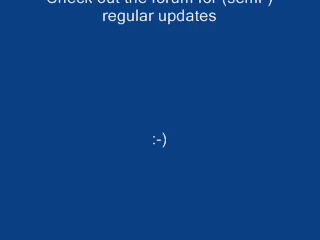 Check out the forum for (semi-)
regular updates
:-)